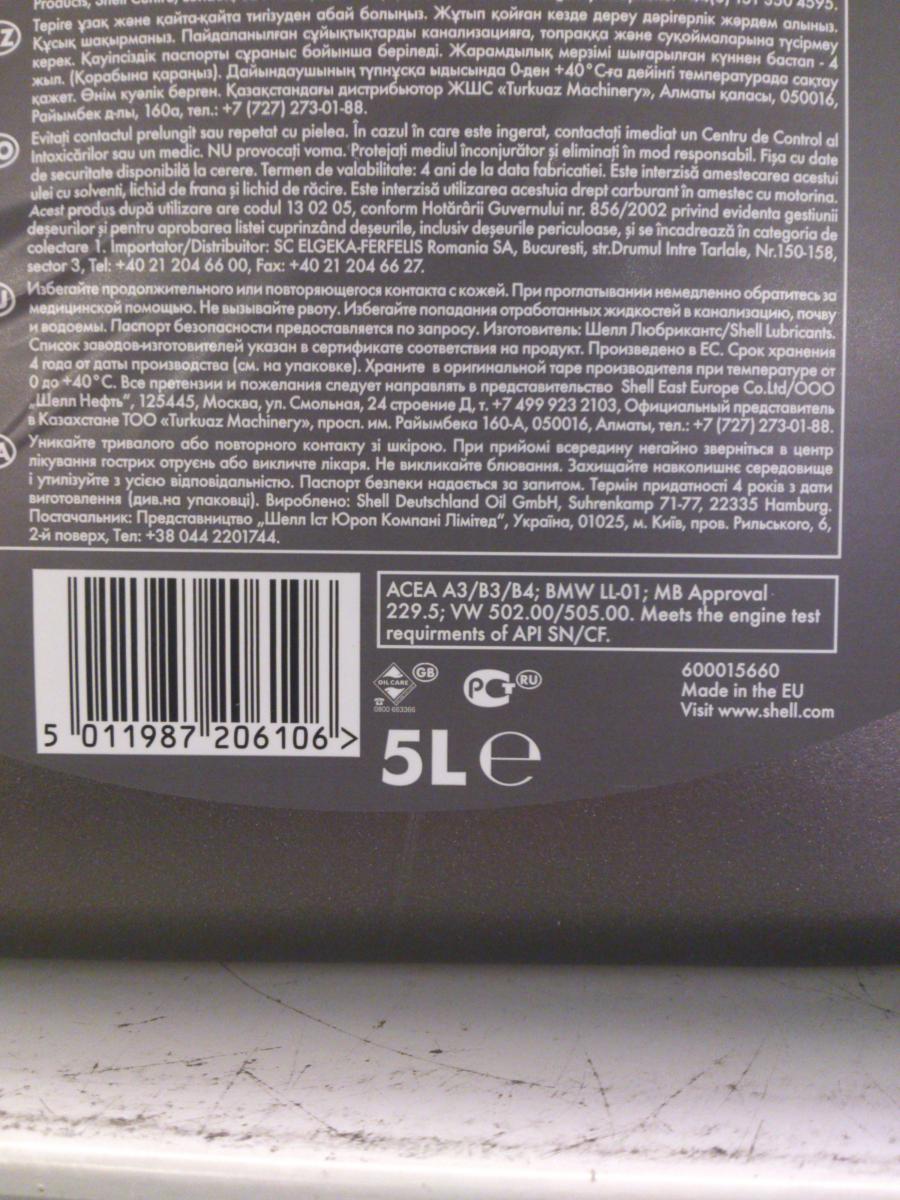 Теріге ұзақ және қайта-қайта тигізуден абай болыңыз. Жұтып қойған кезде дереу дәрігерлік жәрдем алыңыз.
Құсық шақырмаңыз. Пайдаланылған сұйықтықтарды канализацияға, топраққа және суқоймаларына түсірмеу
керек. Қауіпсіздік паспорты сұраныс бойынша беріледі. Жарамдылық мерзімі шығарылған күннен бастап - 4
жыл. (Қорабына қараңыз). Дайындаушының түпнұсқа ыдысында 0-ден +40°С-ға дейінгі температурада сақтау
қажет. Өнім куәлік берген. Қазақстандағы дистрибьютор ЖШС «Turkuaz Machinery», Алматы қаласы, 050016,
Райымбек д-лы, 160а, тел.: +7 (727) 273-01-88.
Evitați contactul prelungit sau repetat cu pielea. În cazul în care este ingerat, contactați imediat un Centru de Control al
Intoxicărilor sau un medic. NU provocați voma. Protejați mediul înconjurător și eliminați în mod responsabil. Fișa cu date
de securitate disponibilă la cerere. Termen de valabilitate: 4 ani de la data fabricatiei. Este interzisă amestecarea acestui
ulei cu solventi, lichid de frana și lichid de răcire. Este interzisă utilizarea acestuia drept carburant în amestec cu motorina.
Acest produs după utilizare are codul 13 02 05, conform Hotărârii Guvernului nr. 856/2002 privind evidenta gestiunii
deșeurilor și pentru aprobarea listei cuprinzând deșeurile, inclusiv deșeurile periculoase, și se încadrează în categoria de
colectare 1. Importator/Distribuitor: SC ELGEKA-FERFELIS Romania SA, Bucuresti, str.Drumul Intre Tarlale, Nr.150-158,
sector 3, Tel: +40 21 204 66 00, Fax: +40 21 204 66 27.
Избегайте продолжительного или повторяющегося контакта с кожей. При проглатывании немедленно обратитесь за
медицинской помощью. Не вызывайте рвоту. Избегайте попадания отработанных жидкостей в канализацию, почву
и водоемы. Паспорт безопасности предоставляется по запросу. Изготовитель: Шелл Любрикантс/Shell Lubricants.
Список заводов-изготовителей указан в сертификате соответствия на продукт. Произведено в ЕС. Срок хранения
4 года от даты производства (см. на упаковке). Храните в оригинальной таре производителя при температуре от
0 до +40°С. Все претензии и пожелания следует направлять в представительство Shell East Europe Co.Ltd/ООО
„Шелл Нефть”, 125445, Москва, ул. Смольная, 24 строение Д, т. +7 499 923 2103, Официальный представитель
в Казахстане ТОО «Turkuaz Machinery», просп. им. Райымбека 160-А, 050016, Алматы, тел.: +7 (727) 273-01-88.
Уникайте тривалого або повторного контакту зі шкірою. При прийомі всередину негайно зверніться в центр
лікування гострих отруєнь або викличте лікаря. Не викликайте блювання. Захищайте навколишнє середовище
і утилізуйте з усією відповідальністю. Паспорт безпеки надається за запитом. Термін придатності 4 років з дати
виготовлення (див.на упаковці). Вироблено: Shell Deutschland Oil GmbH, Suhrenkamp 71-77, 22335 Hamburg.
Постачальник: Представництво „Шелл Іст Юроп Компані Лімітед”, Україна, 01025, м. Київ, пров. Рильського, 6,
2-й поверх, Тел: +38 044 2201744.
ACEA A3/B3/B4; BMW LL-01; MB Approval
229.5; VW 502.00/505.00. Meets the engine test
requirments of API SN/CF.
OIL CARE GB
0800 663366
РСТ RU
600015660
Made in the EU
Visit www.shell.com
5 011987 206106 >
5L e